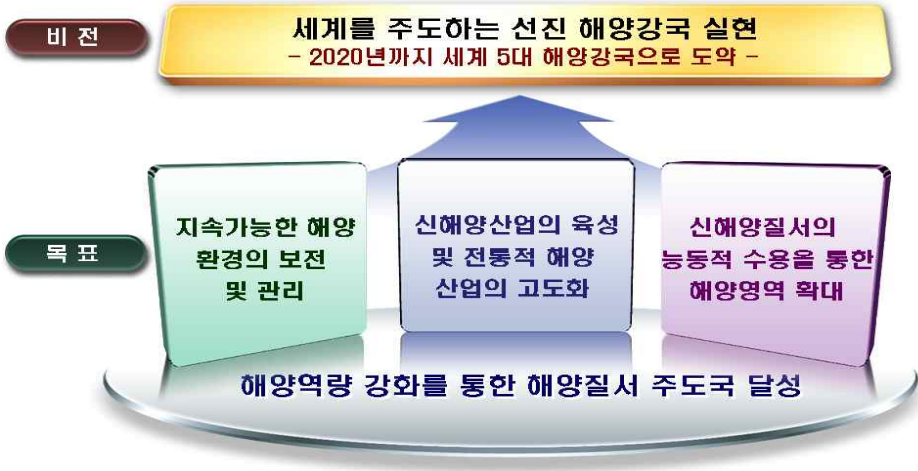 비 전
세계를 주도하는 선진 해양강국 실현
- 2020년까지 세계 5대 해양강국으로 도약 -
목 표
지속가능한 해양
환경의 보전
및 관리
신해양산업의 육성
및 전통적 해양
산업의 고도화
신해양질서의
능동적 수용을 통한
해양영역 확대
해양역량 강화를 통한 해양질서 주도국 달성